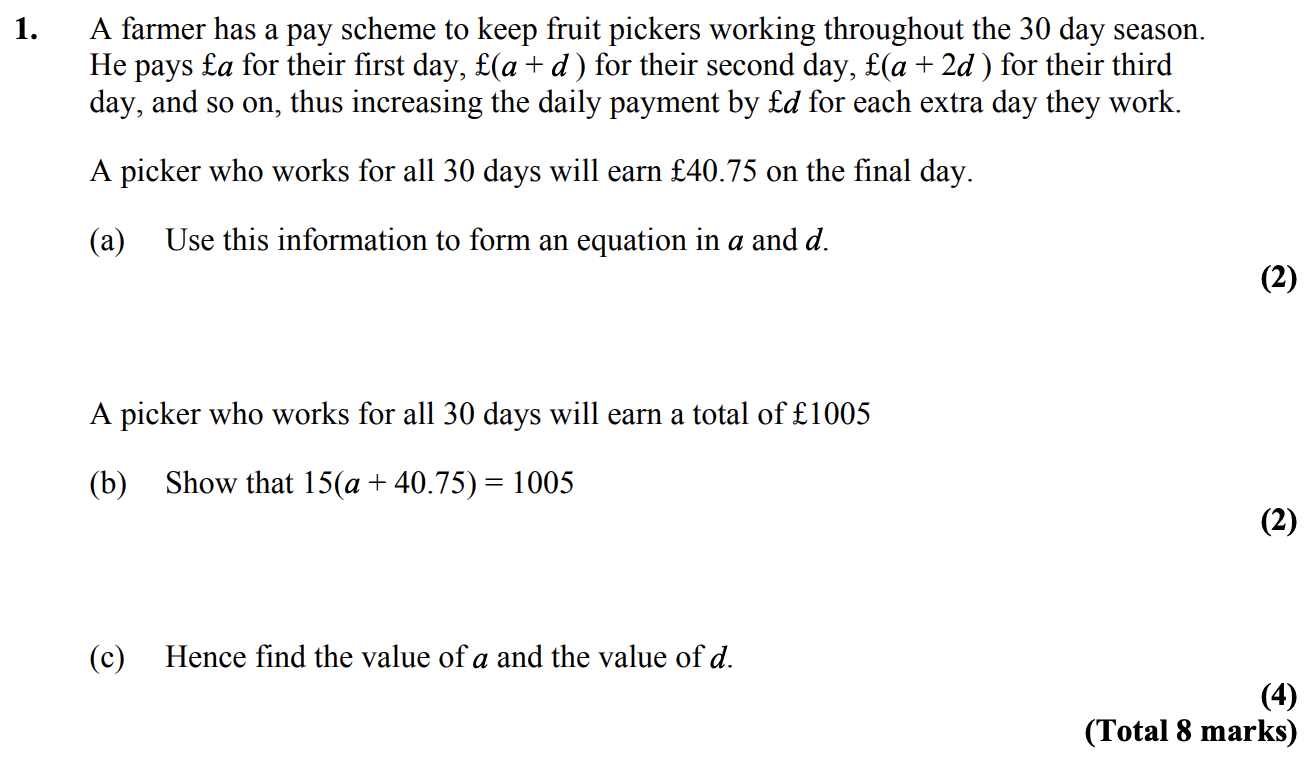 1. A farmer has a pay scheme to keep fruit pickers working throughout the 30 day season.
He pays £a for their first day, £(a + d ) for their second day, £(a + 2d ) for their third
day, and so on, thus increasing the daily payment by £d for each extra day they work.
A picker who works for all 30 days will earn £40.75 on the final day.
(a) Use this information to form an equation in a and d.
(2)
A picker who works for all 30 days will earn a total of £1005
(b) Show that 15(a + 40.75) = 1005
(2)
(c) Hence find the value of a and the value of d.
(4)
(Total 8 marks)